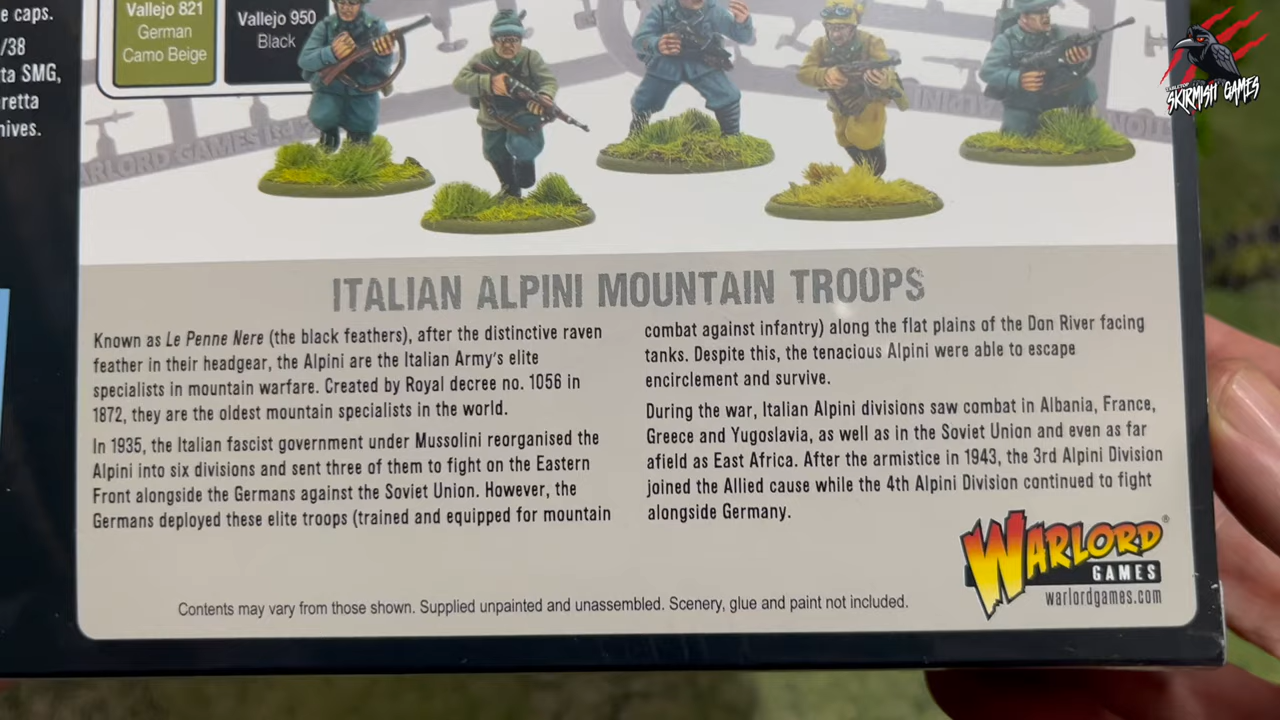 e caps.
/38
ta SMG,
retta
nives.
Vallejo 821
German
Camo Beige
Vallejo 950
Black
SKIRMISH GAMES
WARLORD GAMES
ITALIAN ALPINI MOUNTAIN TROOPS
Known as Le Penne Nere (the black feathers), after the distinctive raven
feather in their headgear, the Alpini are the Italian Army's elite
specialists in mountain warfare. Created by Royal decree no. 1056 in
1872, they are the oldest mountain specialists in the world.
In 1935, the Italian fascist government under Mussolini reorganised the
Alpini into six divisions and sent three of them to fight on the Eastern
Front alongside the Germans against the Soviet Union. However, the
Germans deployed these elite troops (trained and equipped for mountain
combat against infantry) along the flat plains of the Don River facing
tanks. Despite this, the tenacious Alpini were able to escape
encirclement and survive.
During the war, Italian Alpini divisions saw combat in Albania, France,
Greece and Yugoslavia, as well as in the Soviet Union and even as far
afield as East Africa. After the armistice in 1943, the 3rd Alpini Division
joined the Allied cause while the 4th Alpini Division continued to fight
alongside Germany.
WARLORD®
GAMES
warlordgames.com
Contents may vary from those shown. Supplied unpainted and unassembled. Scenery, glue and paint not included.